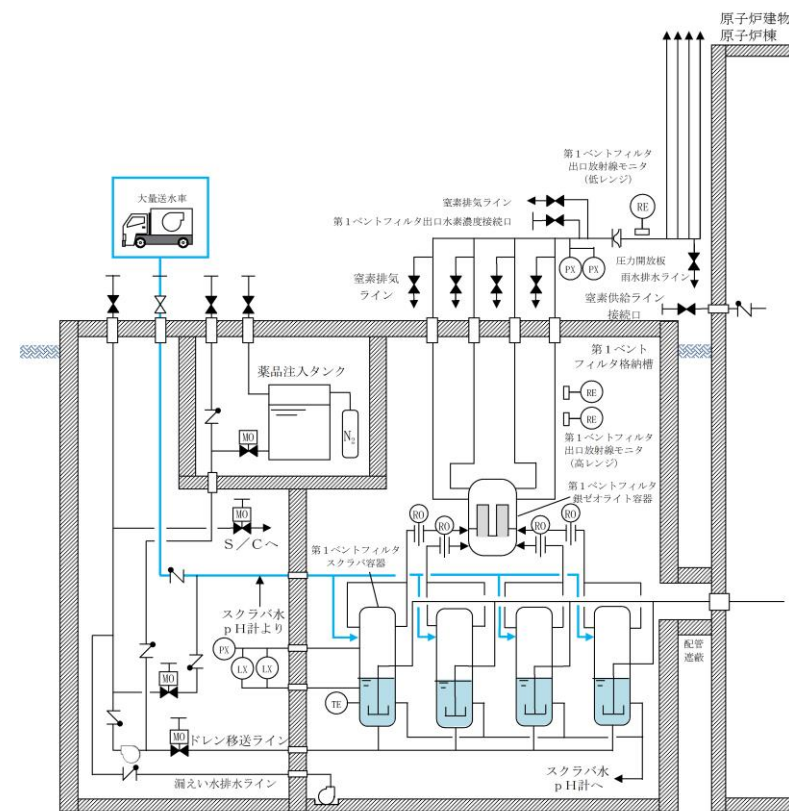 原子炉建物
原子炉棟
第1ベントフィルタ
出口放射線モニタ
(低レンジ)
大量送水車
窒素排気ライン
RE
第1ベントフィルタ出口水素濃度接続口
圧力開放板
窒素排気
ライン
PX
PX
雨水排水ライン
窒素供給ライン
接続口
第1ベント
フィルタ格納槽
薬品注入タンク
RE
RE
N₂
MO
第1ベントフィルタ
出口放射線モニタ
(高レンジ)
第1ベントフィルタ
銀ゼオライト容器
MO
RO
RO
RO
RO
S/Cへ
第1ベントフィルタ
スクラバ容器
スクラバ水
pH計より
PX
LX
LX
配管
遮蔽
MO
TE
MO
ドレン移送ライン
スクラバ水
pH計へ
漏えい水排水ライン